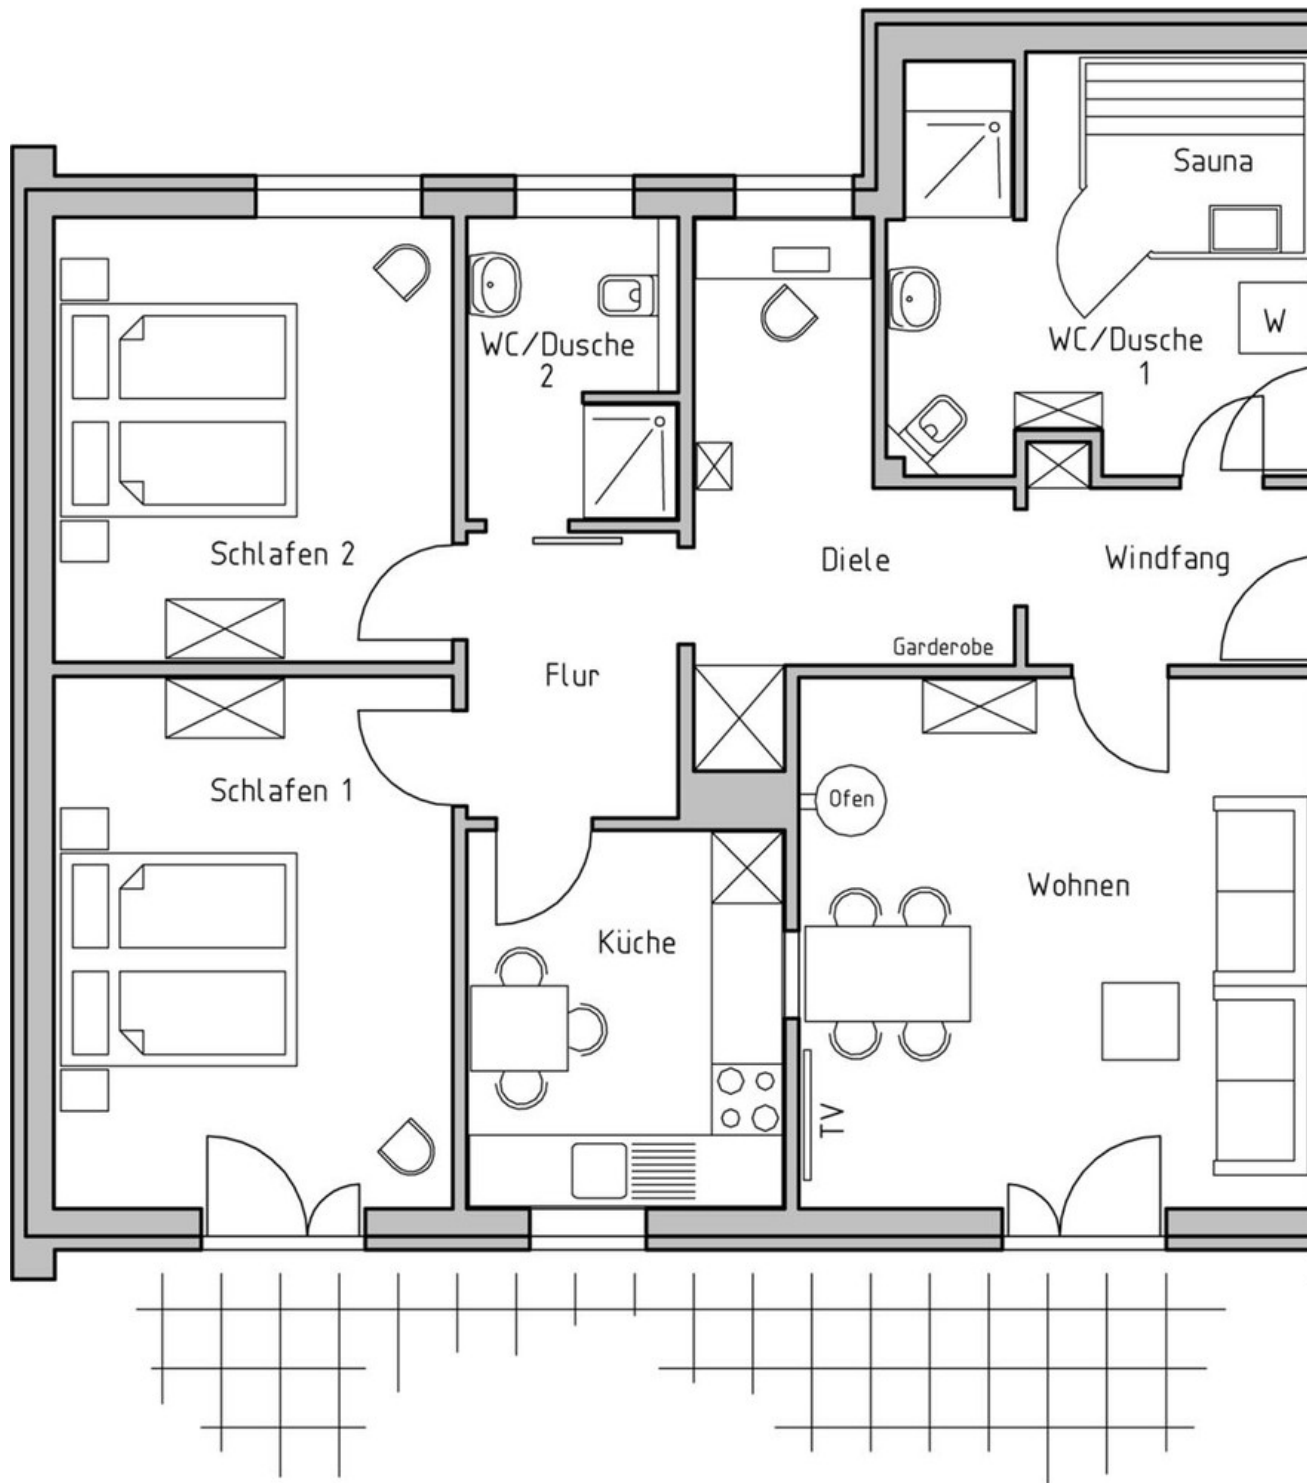 Sauna
WC/Dusche
2
WC/Dusche
1
W
Schlafen 2
Diele
Windfang
Garderobe
Flur
Schlafen 1
Ofen
Wohnen
Küche
TV